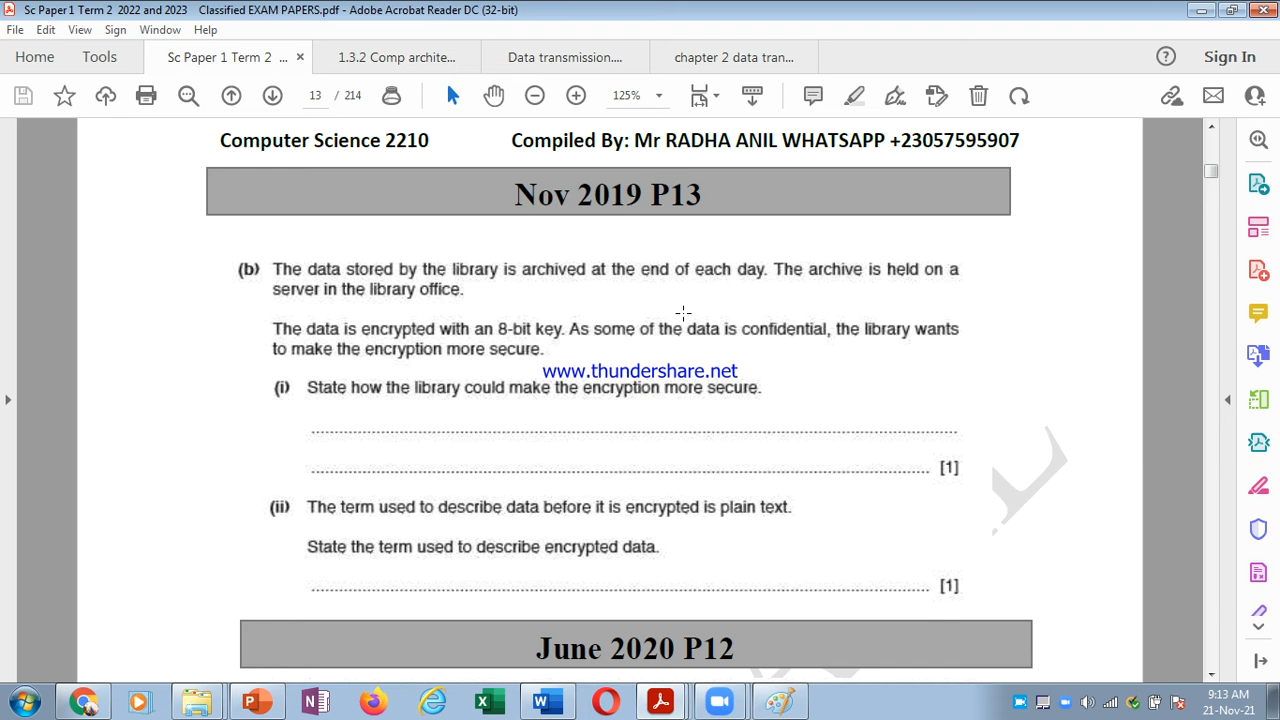 Sc Paper 1 Term 2 2022 and 2023 Classified EXAM PAPERS.pdf - Adobe Acrobat Reader DC (32-bit)
File Edit View Sign Window Help
Home Tools Sc Paper 1 Term 2 ... × 1.3.2 Comp archite... Data transmission.... chapter 2 data tran... Sign In
13 / 214 125%
Computer Science 2210 Compiled By: Mr RADHA ANIL WHATSAPP +23057595907
Nov 2019 P13
(b) The data stored by the library is archived at the end of each day. The archive is held on a
server in the library office.
The data is encrypted with an 8-bit key. As some of the data is confidential, the library wants
to make the encryption more secure.
www.thundershare.net
(i) State how the library could make the encryption more secure.
[1]
(ii) The term used to describe data before it is encrypted is plain text.
State the term used to describe encrypted data.
[1]
June 2020 P12
9:13 AM
21-Nov-21